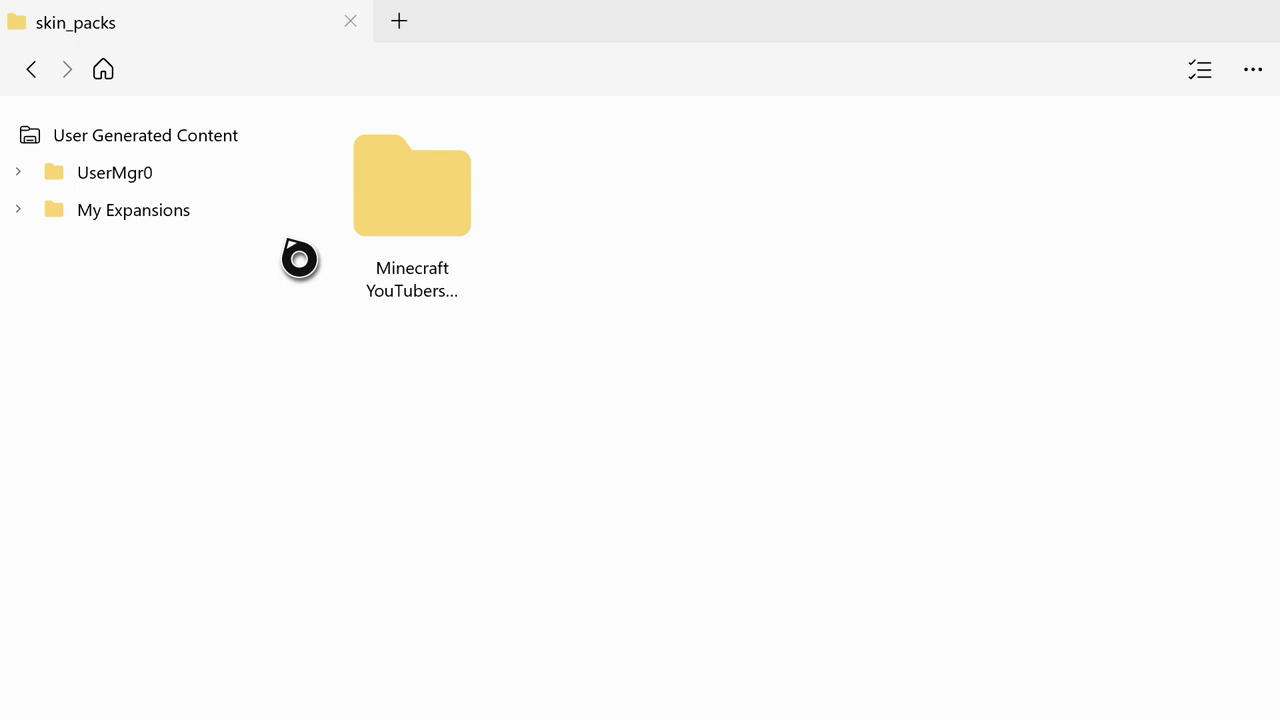 skin_packs
User Generated Content
UserMgr0
My Expansions
Minecraft
YouTubers...